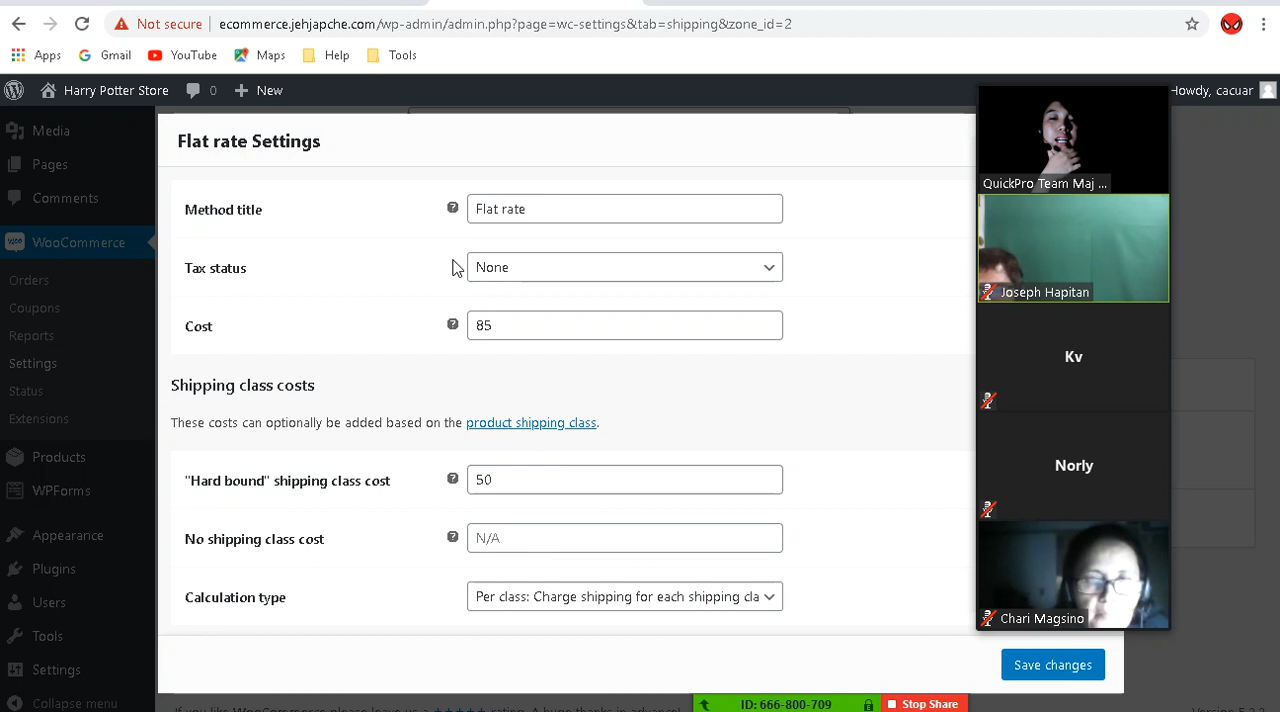 Not secure
ecommerce.jehjapche.com/wp-admin/admin.php?page=wc-settings&tab=shipping&zone_id=2
Apps
Gmail
YouTube
Maps
Help
Tools
Harry Potter Store
0
New
Howdy, cacuar
Media
Pages
Comments
WooCommerce
Orders
Coupons
Reports
Settings
Status
Extensions
Products
WPForms
Appearance
Plugins
Users
Tools
Settings
Collapse menu
Flat rate Settings
Method title
Flat rate
Tax status
None
Cost
85
Shipping class costs
These costs can optionally be added based on the product shipping class.
"Hard bound" shipping class cost
50
No shipping class cost
N/A
Calculation type
Per class: Charge shipping for each shipping cla
Save changes
QuickPro Team Maj ...
Joseph Hapitan
Kv
Norly
Chari Magsino
ID: 666-800-709
Stop Share